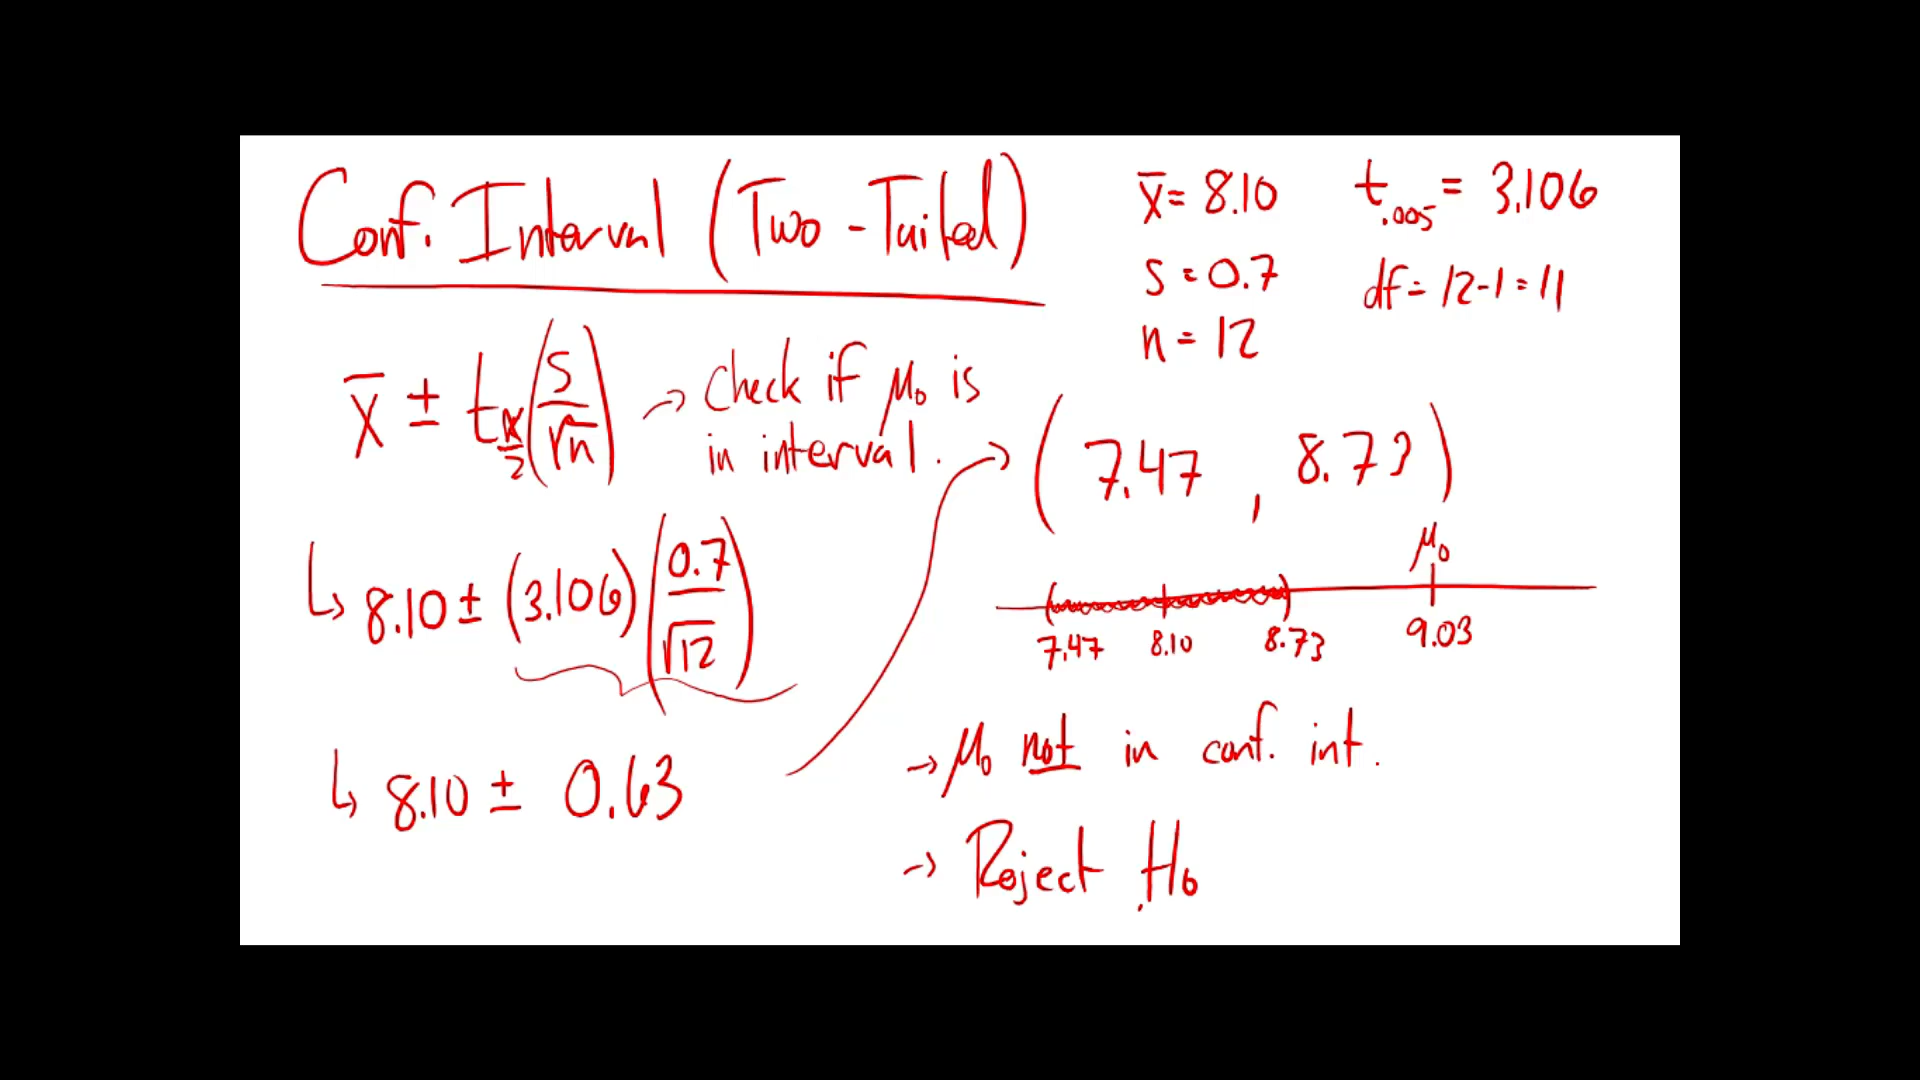 Conf. Interval (Two-Tailed)
x̄ ± t α/2 (s/√n) → Check if μ₀ is
in interval.
↳ 8.10 ± (3.106) (0.7/√12)
↳ 8.10 ± 0.63
x̄ = 8.10 t.005 = 3.106
s = 0.7 df = 12-1 = 11
n = 12
→ (7.47, 8.73)
μ₀
7.47 8.10 8.73 9.03
→ μ₀ not in conf. int.
→ Reject H₀